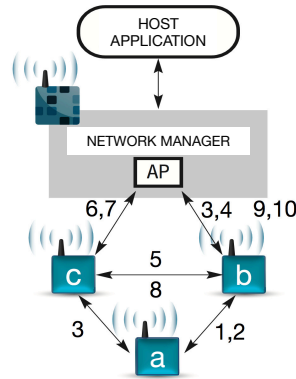 HOST
APPLICATION
NETWORK MANAGER
AP
6,7
3,4
9,10
c
5
b
8
3
1,2
a